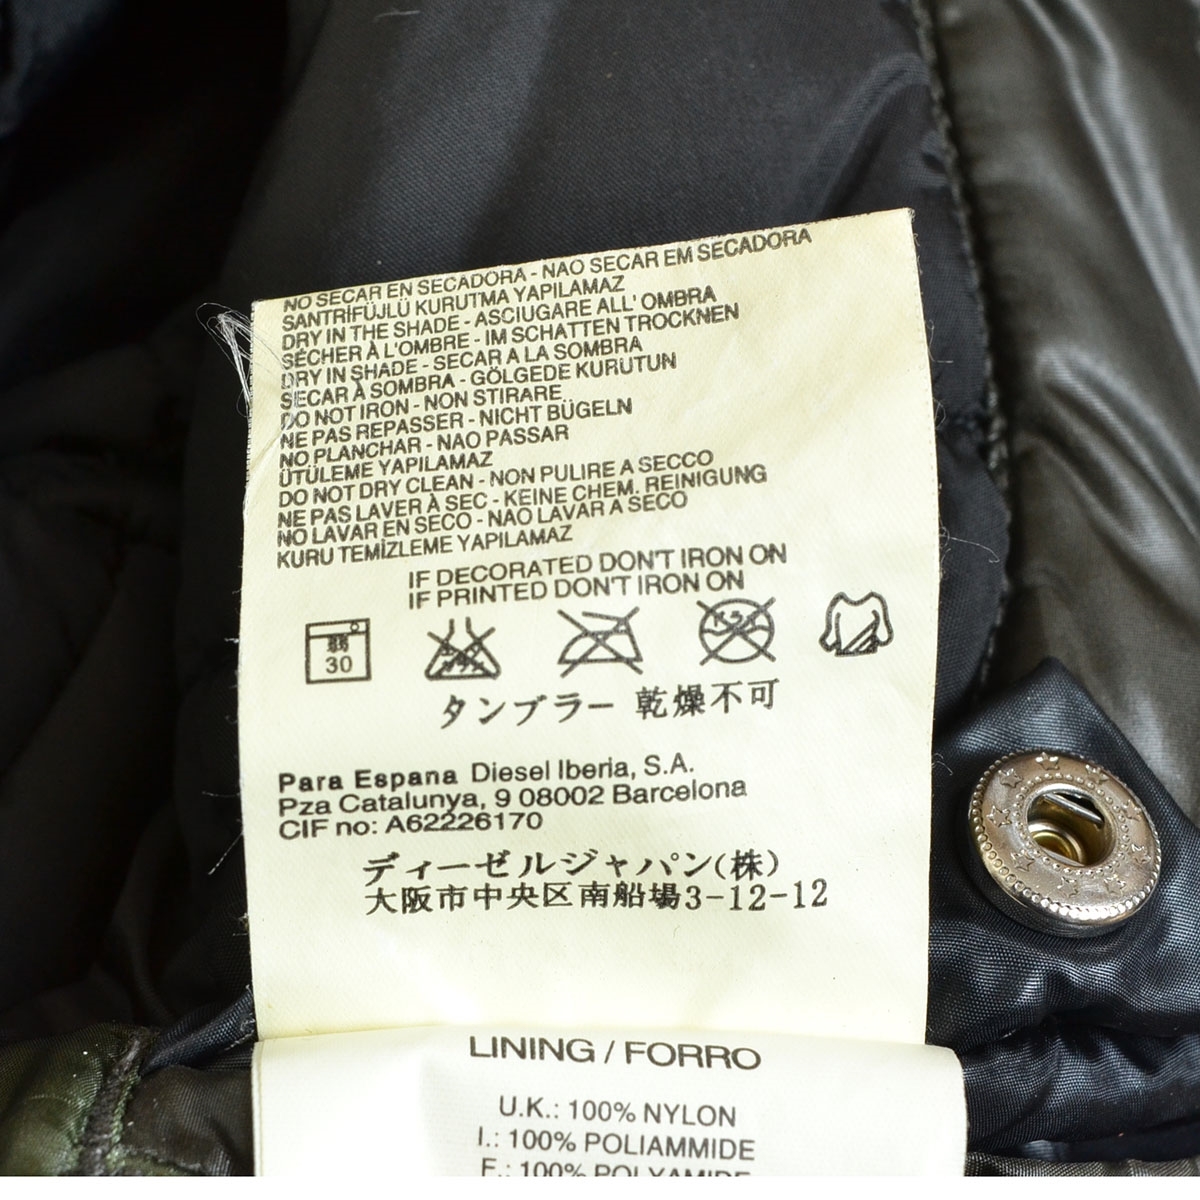 NO SECAR EN SECADORA - NAO SECAR EM SECADORA
SANTRİFÜJLÜ KURUTMA YAPILAMAZ
DRY IN THE SHADE - ASCIUGARE ALL' OMBRA
SÉCHER À L'OMBRE - IM SCHATTEN TROCKNEN
DRY IN SHADE - SECAR A LA SOMBRA
SECAR À SOMBRA - GÖLGEDE KURUTUN
DO NOT IRON - NON STIRARE
NE PAS REPASSER - NICHT BÜGELN
NO PLANCHAR - NAO PASSAR
ÜTÜLEME YAPILAMAZ
DO NOT DRY CLEAN - NON PULIRE A SECCO
NE PAS LAVER À SEC - KEINE CHEM. REINIGUNG
NO LAVAR EN SECO - NAO LAVAR A SECO
KURU TEMİZLEME YAPILAMAZ
IF DECORATED DON'T IRON ON
IF PRINTED DON'T IRON ON
弱
30
タンブラー 乾燥不可
Para Espana Diesel Iberia, S.A.
Pza Catalunya, 9 08002 Barcelona
CIF no: A62226170
ディーゼルジャパン(株)
大阪市中央区南船場3-12-12
LINING / FORRO
U.K.: 100% NYLON
I.: 100% POLIAMMIDE
F.: 100% POLYAMIDE